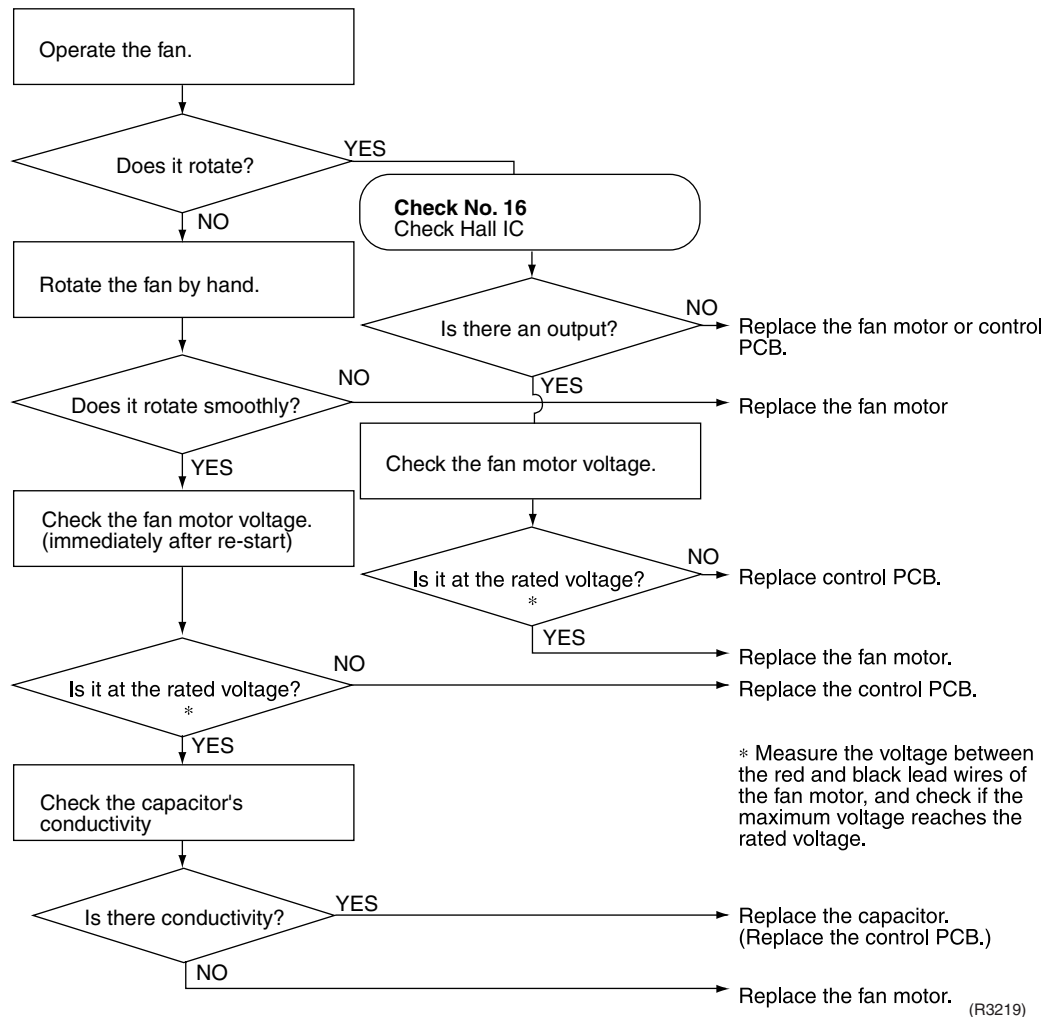 Operate the fan.
Does it rotate?
YES
NO
Check No. 16
Check Hall IC
Rotate the fan by hand.
Is there an output?
NO
Replace the fan motor or control
PCB.
YES
Does it rotate smoothly?
NO
Replace the fan motor
YES
Check the fan motor voltage.
Check the fan motor voltage.
(immediately after re-start)
Is it at the rated voltage?
*
NO
Replace control PCB.
YES
Replace the fan motor.
Is it at the rated voltage?
*
NO
Replace the control PCB.
YES
* Measure the voltage between
the red and black lead wires of
the fan motor, and check if the
maximum voltage reaches the
rated voltage.
Check the capacitor's
conductivity
Is there conductivity?
YES
Replace the capacitor.
(Replace the control PCB.)
NO
Replace the fan motor.
(R3219)